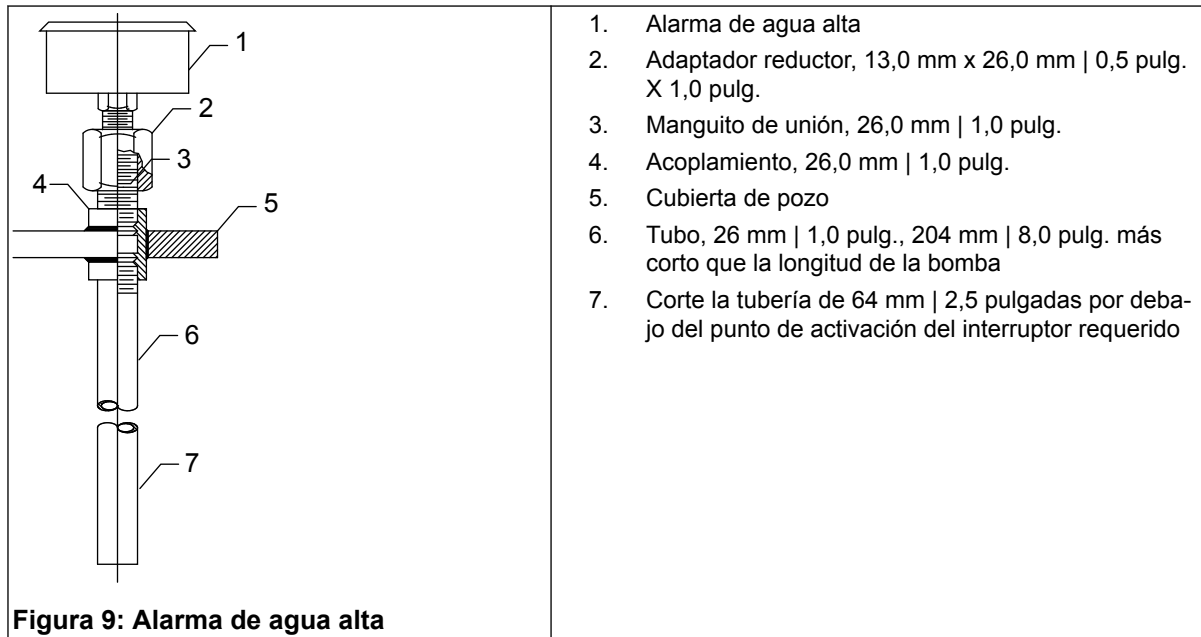 1
2
3
4
5
6
7
Figura 9: Alarma de agua alta
1. Alarma de agua alta
2. Adaptador reductor, 13,0 mm x 26,0 mm | 0,5 pulg.
X 1,0 pulg.
3. Manguito de unión, 26,0 mm | 1,0 pulg.
4. Acoplamiento, 26,0 mm | 1,0 pulg.
5. Cubierta de pozo
6. Tubo, 26 mm | 1,0 pulg., 204 mm | 8,0 pulg. más
corto que la longitud de la bomba
7. Corte la tubería de 64 mm | 2,5 pulgadas por deba-
jo del punto de activación del interruptor requerido